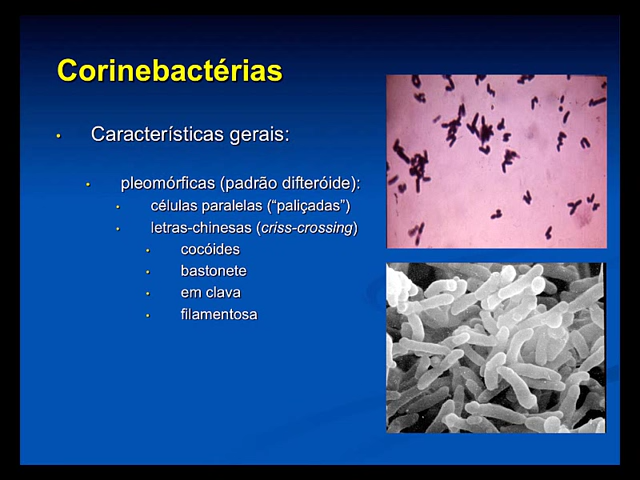 Corinebactérias
• Características gerais:
• pleomórficas (padrão difteróide):
• células paralelas (“paliçadas”)
• letras-chinesas (criss-crossing)
• cocóides
• bastonete
• em clava
• filamentosa